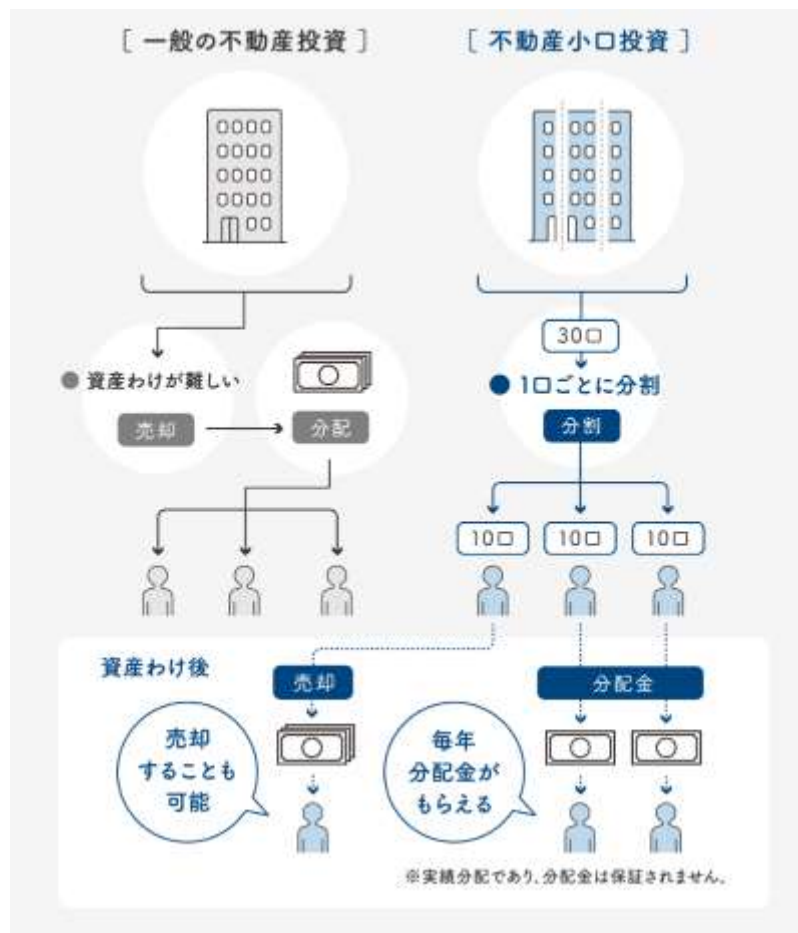 [ 一般の不動産投資 ]
[ 不動産小口投資 ]
● 資産わけが難しい
売却
分配
30口
● 1口ごとに分割
分割
10口
10口
10口
資産わけ後
売却
分配金
売却
することも
可能
毎年
分配金が
もらえる
※実績分配であり、分配金は保証されません。